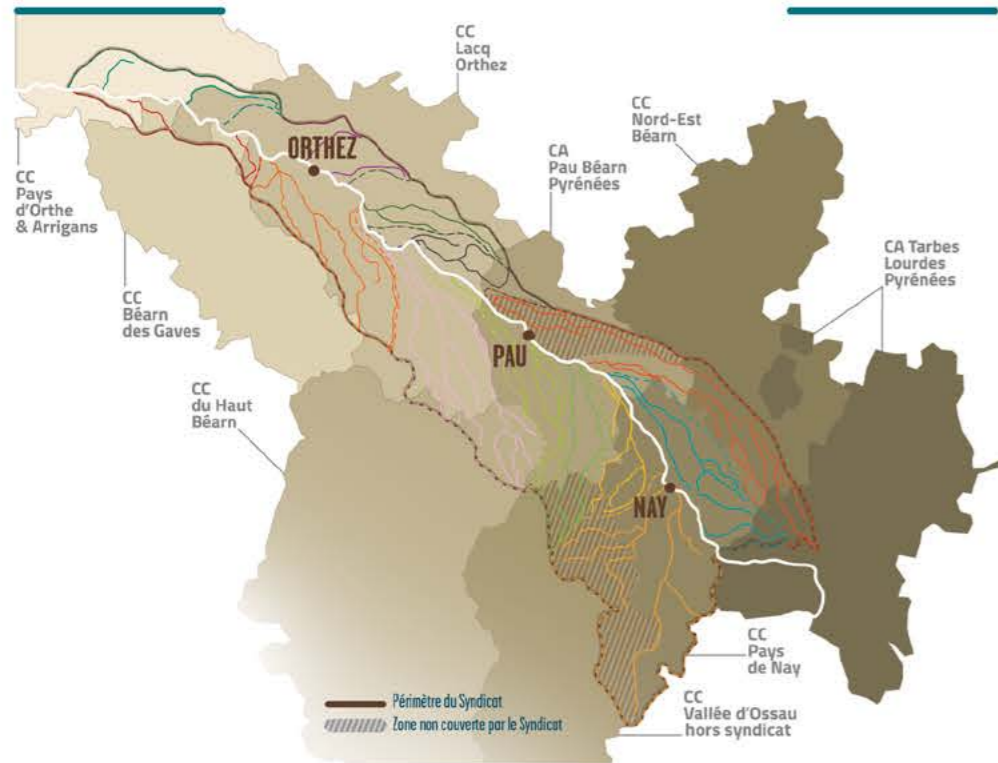 CC
Lacq
Orthez
CC
Nord-Est
Béarn
CA
Pau Béarn
Pyrénées
ORTHEZ
CC
Pays
d'Orthe
& Arrigans
CA Tarbes
Lourdes
Pyrénées
CC
Béarn
des Gaves
PAU
CC
du Haut
Béarn
NAY
CC
Pays
de Nay
Périmètre du Syndicat
Zone non couverte par le Syndicat
CC
Vallée d'Ossau
hors syndicat